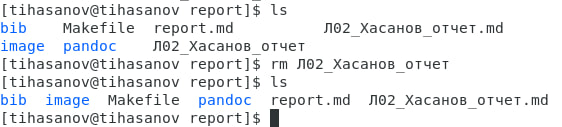 [tihasanov@tihasanov report]$ ls
bib    Makefile  report.md         Л02_Хасанов_отчет.md
image  pandoc    Л02_Хасанов_отчет
[tihasanov@tihasanov report]$ rm Л02_Хасанов_отчет
[tihasanov@tihasanov report]$ ls
bib  image  Makefile  pandoc  report.md  Л02_Хасанов_отчет.md
[tihasanov@tihasanov report]$